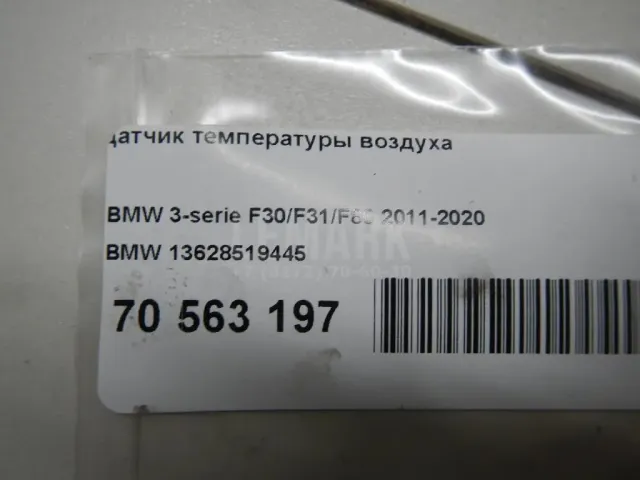 датчик температуры воздуха
BMW 3-serie F30/F31/F80 2011-2020
BMW 13628519445
70 563 197